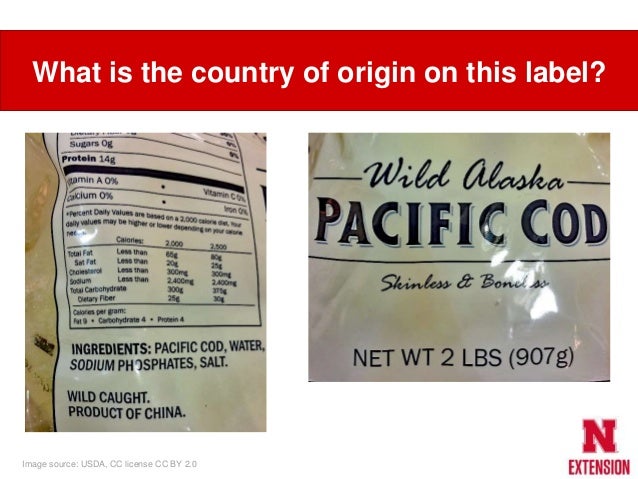 What is the country of origin on this label?
Sugars 0g
Protein 14g
Vitamin A 0% • Vitamin C 0%
Calcium 0% • Iron 0%
*Percent Daily Values are based on a 2,000 calorie diet. Your
daily values may be higher or lower depending on your calorie
needs.
Calories: 2,000 2,500
Total Fat Less than 65g 80g
Sat Fat Less than 20g 25g
Cholesterol Less than 300mg 300mg
Sodium Less than 2,400mg 2,400mg
Total Carbohydrate 300g 375g
Dietary Fiber 25g 30g
Calories per gram:
Fat 9 • Carbohydrate 4 • Protein 4
INGREDIENTS: PACIFIC COD, WATER,
SODIUM PHOSPHATES, SALT.
WILD CAUGHT.
PRODUCT OF CHINA.
Wild Alaska
PACIFIC COD
Skinless & Boneless
NET WT 2 LBS (907g)
Image source: USDA, CC license CC BY 2.0
N
EXTENSION